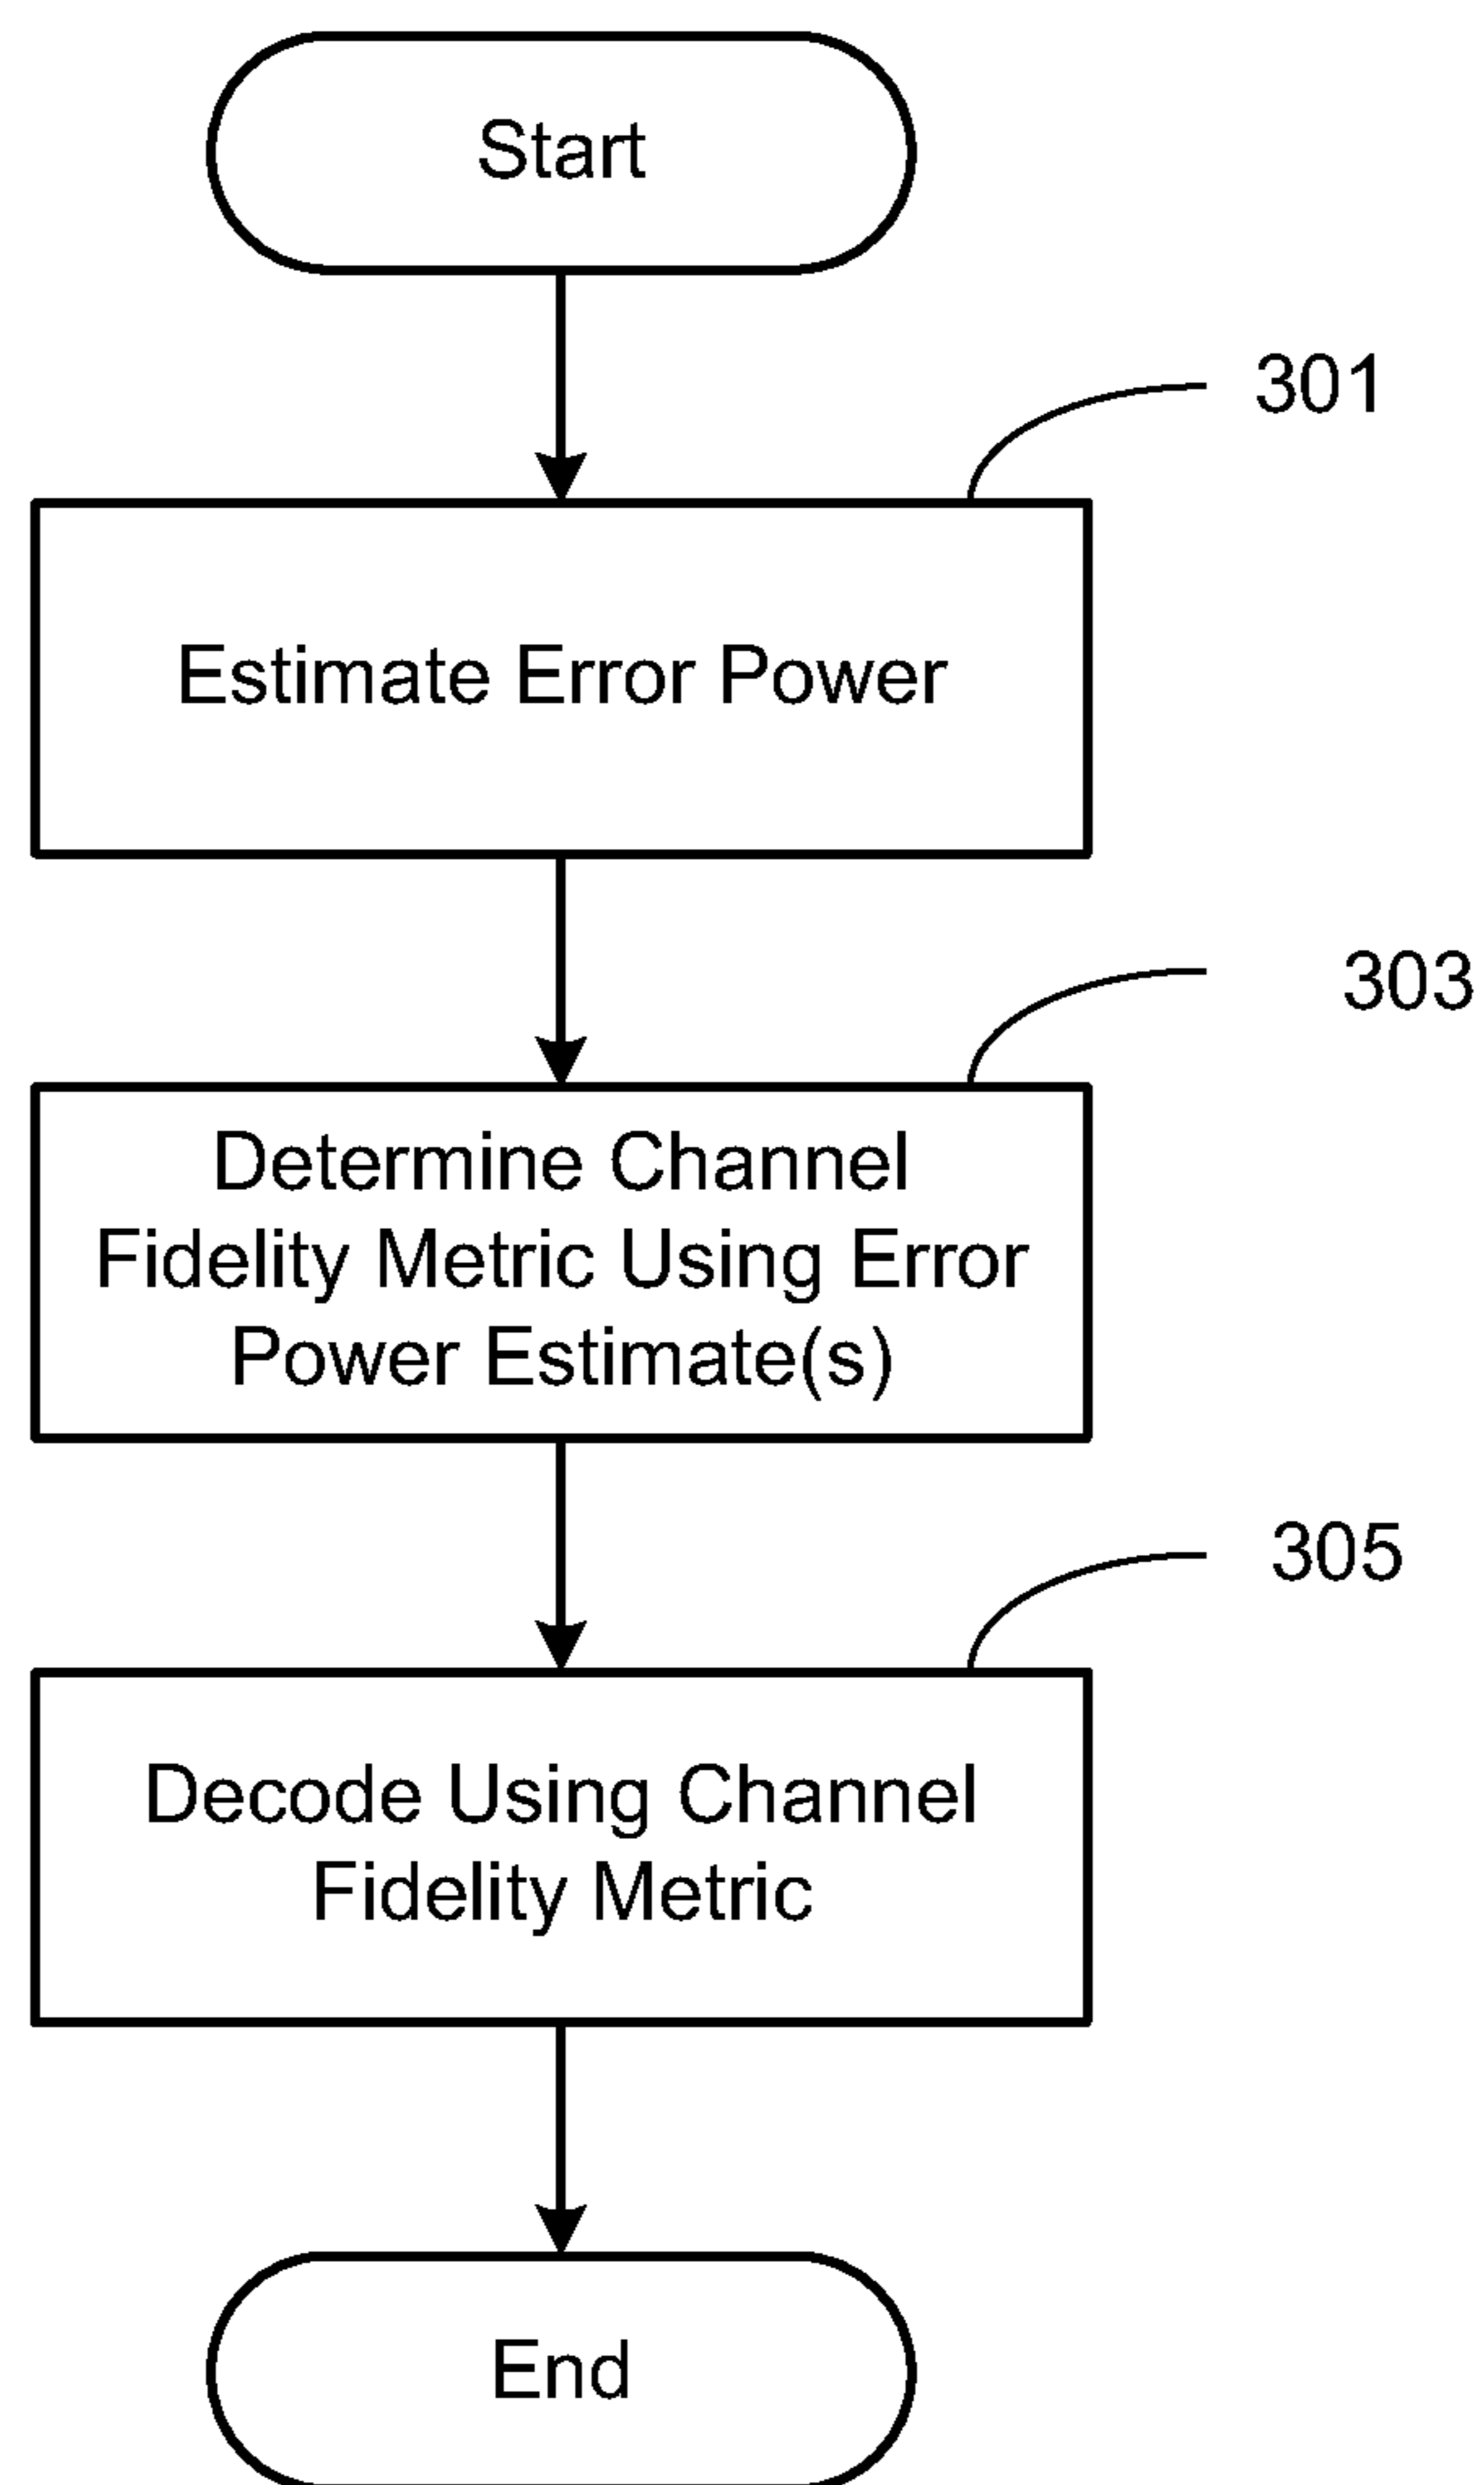 Start
301
Estimate Error Power
303
Determine Channel
Fidelity Metric Using Error
Power Estimate(s)
305
Decode Using Channel
Fidelity Metric
End